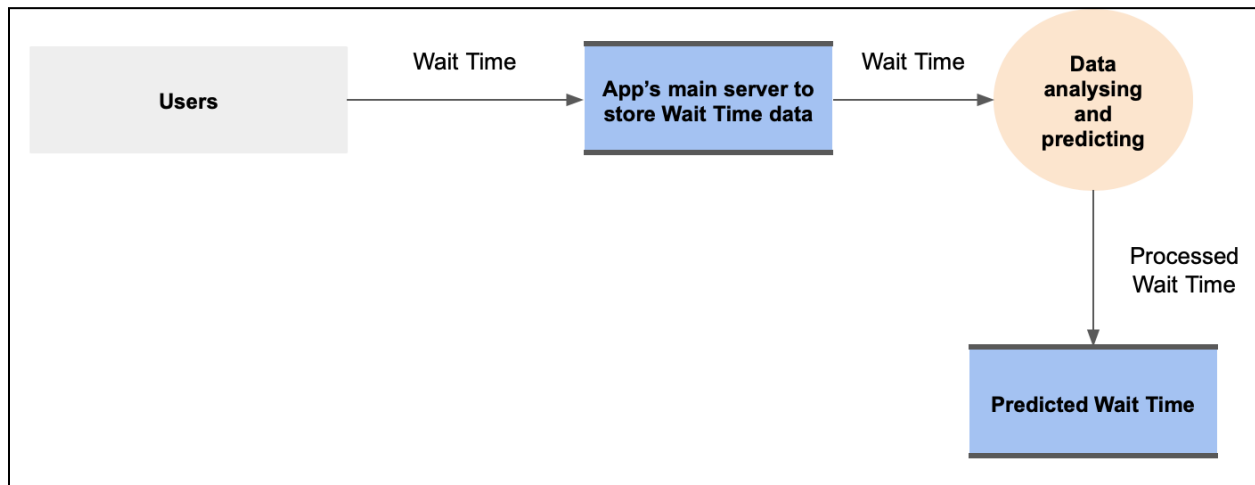 Users
Wait Time
App's main server to
store Wait Time data
Wait Time
Data
analysing
and
predicting
Processed
Wait Time
Predicted Wait Time